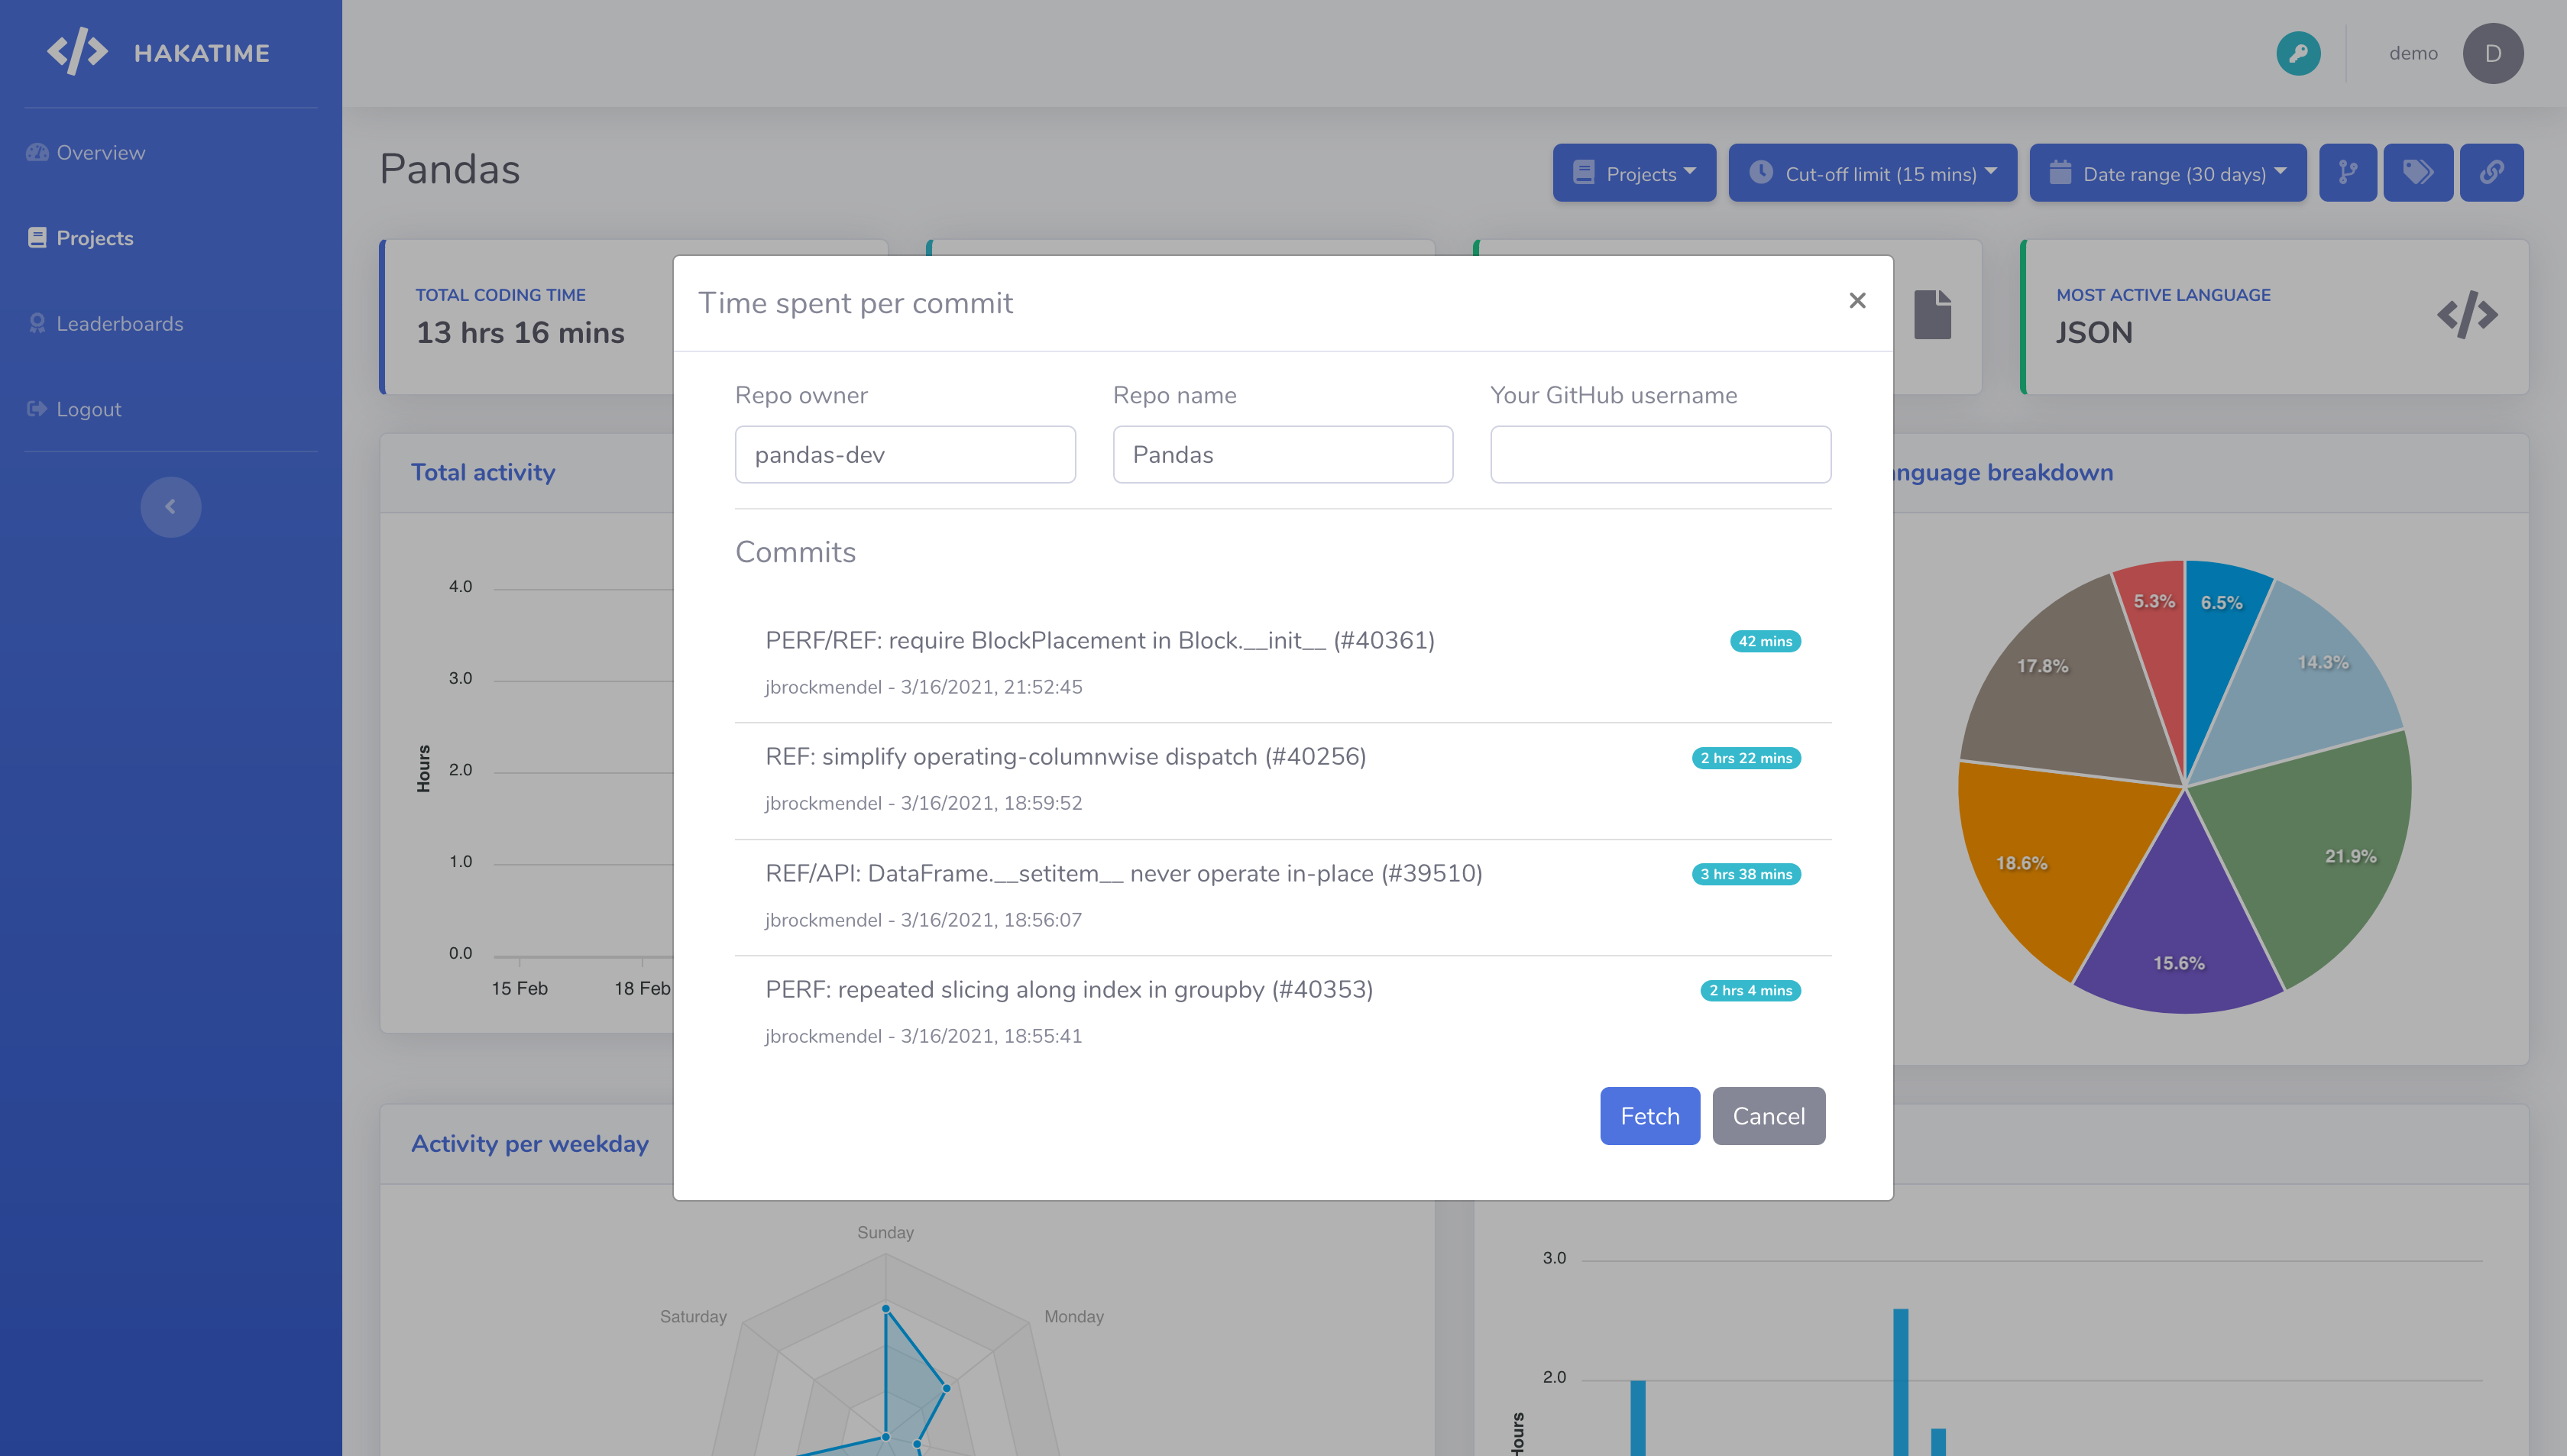 HAKATIME
demo
D
Overview
Projects
Leaderboards
Logout
Pandas
Projects
Cut-off limit (15 mins)
Date range (30 days)
TOTAL CODING TIME
13 hrs 16 mins
MOST ACTIVE LANGUAGE
JSON
Time spent per commit
×
Repo owner
Repo name
Your GitHub username
pandas-dev
Pandas
Commits
PERF/REF: require BlockPlacement in Block.__init__ (#40361)
42 mins
jbrockmendel - 3/16/2021, 21:52:45
REF: simplify operating-columnwise dispatch (#40256)
2 hrs 22 mins
jbrockmendel - 3/16/2021, 18:59:52
REF/API: DataFrame.__setitem__ never operate in-place (#39510)
3 hrs 38 mins
jbrockmendel - 3/16/2021, 18:56:07
PERF: repeated slicing along index in groupby (#40353)
2 hrs 4 mins
jbrockmendel - 3/16/2021, 18:55:41
Fetch
Cancel
Total activity
4.0
3.0
2.0
1.0
0.0
Hours
15 Feb
18 Feb
nguage breakdown
5.3%
6.5%
14.3%
17.8%
21.9%
18.6%
15.6%
Activity per weekday
Sunday
Saturday
Monday
3.0
2.0
Hours